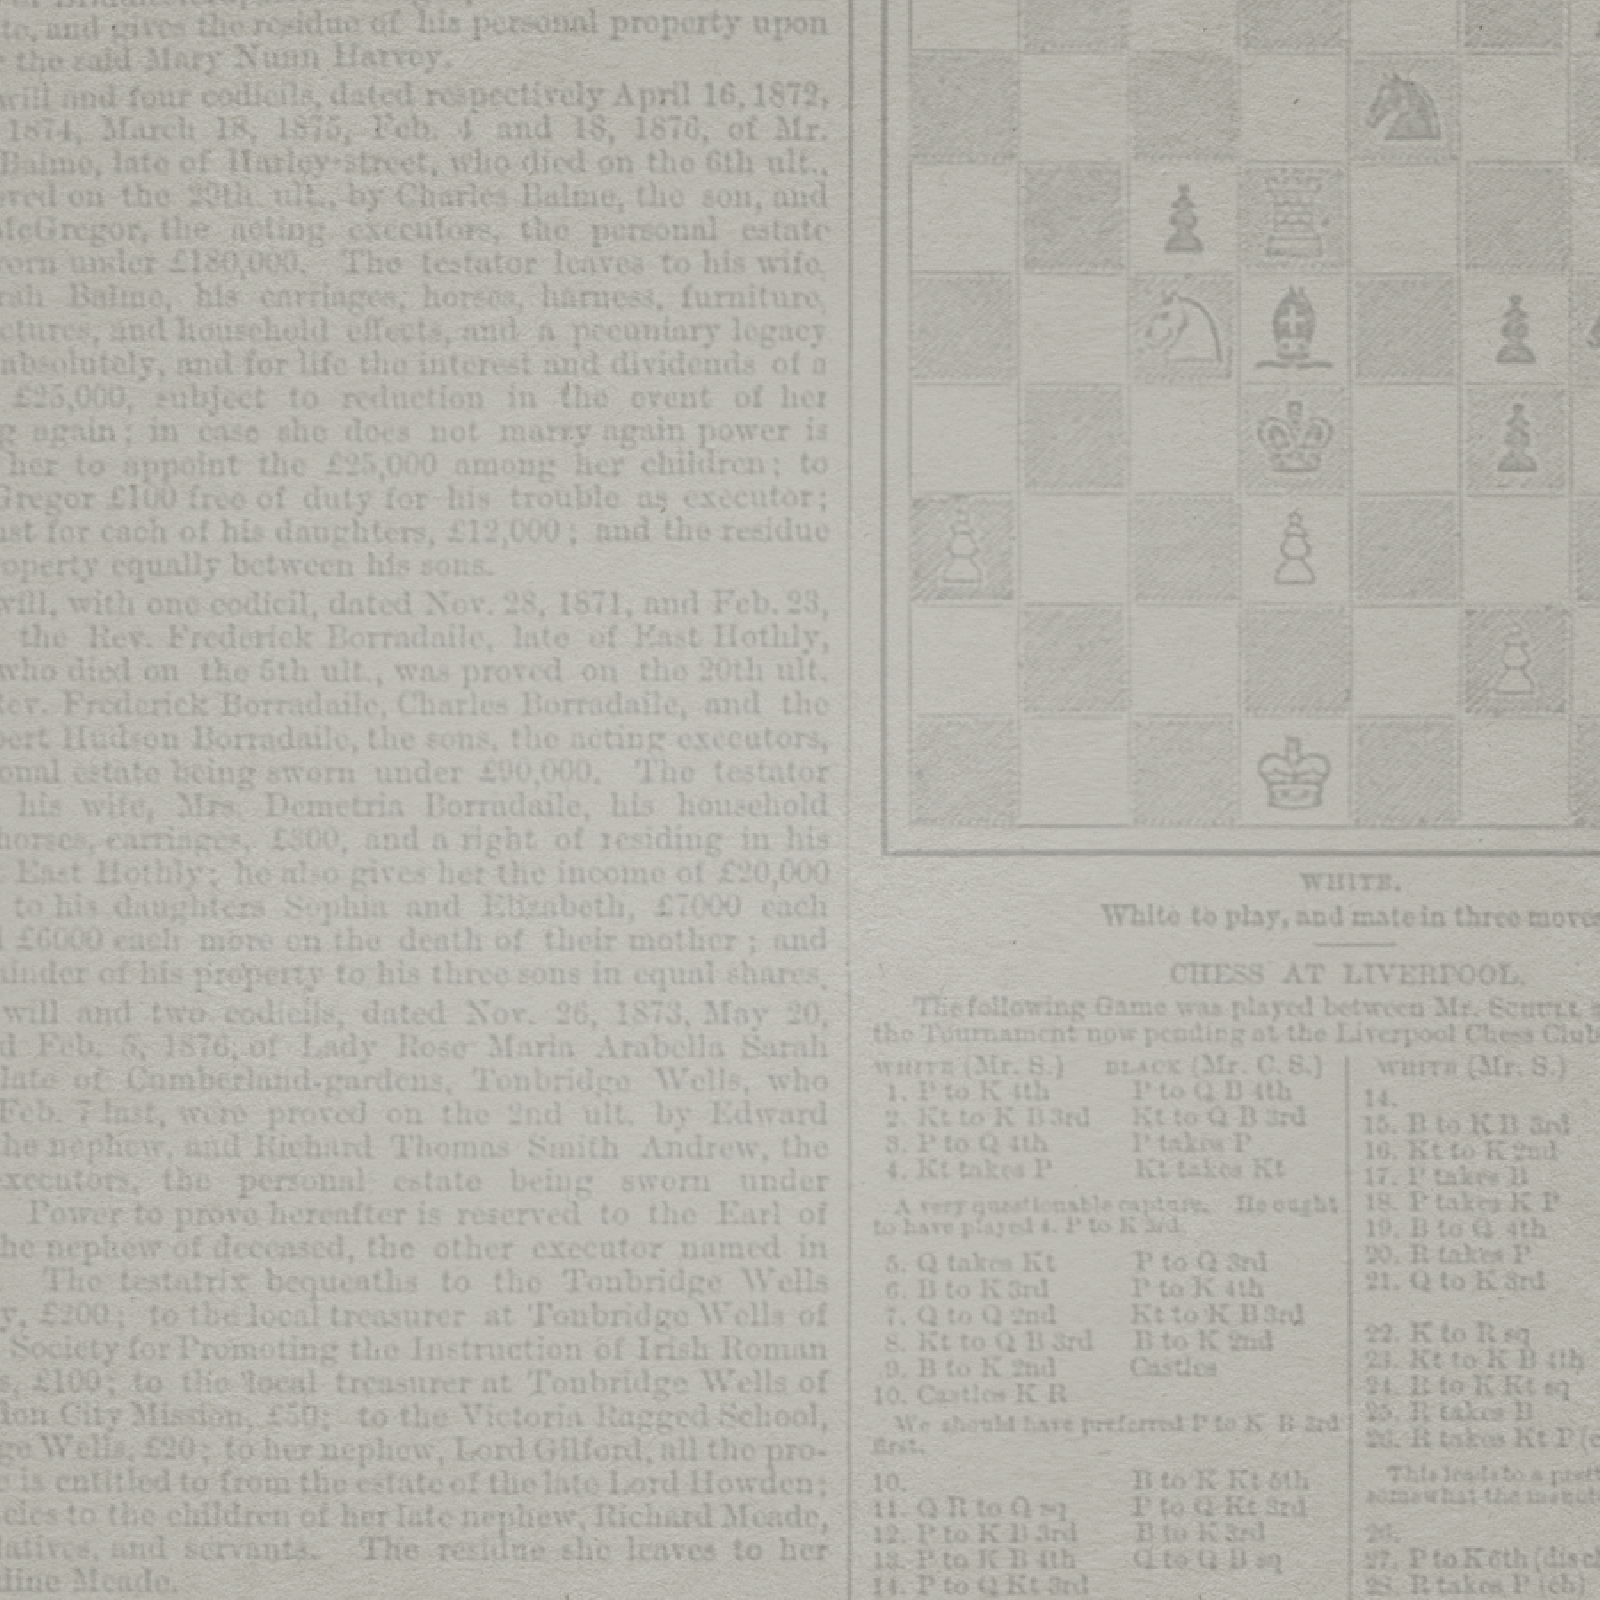 te, and gives the residue of his personal property upon
the said Mary Nunn Harvey.
will and four codicils, dated respectively April 16, 1872,
1874, March 18, 1875, Feb. 4 and 18, 1876, of Mr.
Balme, late of Harley-street, who died on the 6th ult.,
ved on the 29th ult., by Charles Balme, the son, and
McGregor, the acting executors, the personal estate
worn under £180,000. The testator leaves to his wife,
rah Balme, his carriages, horses, harness, furniture,
ctures, and household effects, and a pecuniary legacy
absolutely, and for life the interest and dividends of a
£25,000, subject to reduction in the event of her
g again; in case she does not marry again power is
her to appoint the £25,000 among her children; to
Gregor £100 free of duty for his trouble as executor;
ust for each of his daughters, £12,000; and the residue
operty equally between his sons.
will, with one codicil, dated Nov. 28, 1871, and Feb. 23,
the Rev. Frederick Borradaile, late of East Hothly,
who died on the 5th ult., was proved on the 20th ult.
Rev. Frederick Borradaile, Charles Borradaile, and the
bert Hudson Borradaile, the sons, the acting executors,
onal estate being sworn under £90,000. The testator
his wife, Mrs. Demetria Borradaile, his household
horses, carriages, £800, and a right of residing in his
East Hothly; he also gives her the income of £20,000
to his daughters Sophia and Elizabeth, £7000 each
£6000 each more on the death of their mother; and
ainder of his property to his three sons in equal shares.
will and two codicils, dated Nov. 26, 1873, May 20,
d Feb. 5, 1876, of Lady Rose Maria Arabella Sarah
late of Cumberland-gardens, Tonbridge Wells, who
Feb. 7 last, were proved on the 2nd ult. by Edward
the nephew, and Richard Thomas Smith Andrew, the
executors, the personal estate being sworn under
Power to prove hereafter is reserved to the Earl of
the nephew of deceased, the other executor named in
The testatrix bequeaths to the Tonbridge Wells
y, £200; to the local treasurer at Tonbridge Wells of
Society for Promoting the Instruction of Irish Roman
s, £100; to the local treasurer at Tonbridge Wells of
don City Mission, £50; to the Victoria Ragged School,
ge Wells, £20; to her nephew, Lord Gilford, all the pro-
e is entitled to from the estate of the late Lord Howden;
cies to the children of her late nephew, Richard Meade,
latives, and servants. The residue she leaves to her
dine Meade.
WHITE.
White to play, and mate in three moves
CHESS AT LIVERPOOL.
The following Game was played between Mr. SCHULL
the Tournament now pending at the Liverpool Chess Club
WHITE (Mr. S.) BLACK (Mr. C. S.)
1. P to K 4th P to Q B 4th
2. Kt to K B 3rd Kt to Q B 3rd
3. P to Q 4th P takes P
4. Kt takes P Kt takes Kt
A very questionable capture. He ought
to have played 4. P to K 3rd.
5. Q takes Kt P to Q 3rd
6. B to K 3rd P to K 4th
7. Q to Q 2nd Kt to K B 3rd
8. Kt to Q B 3rd B to K 2nd
9. B to K 2nd Castles
10. Castles K R
We should have preferred P to K B 3rd
first.
10. B to K Kt 5th
11. Q R to Q sq P to Q Kt 3rd
12. P to K B 3rd B to K 3rd
13. P to K B 4th Q to Q B sq
14. P to Q Kt 3rd
WHITE (Mr. S.)
14.
15. B to K B 3rd
16. Kt to K 2nd
17. P takes B
18. P takes K P
19. B to Q 4th
20. R takes P
21. Q to K 3rd
22. K to R sq
23. Kt to K B 4th
24. R to K Kt sq
25. R takes B
26. R takes Kt P (c
This leads to a prett
somewhat the
26.
27. P to K 6th (disch
28. R takes P (ch)